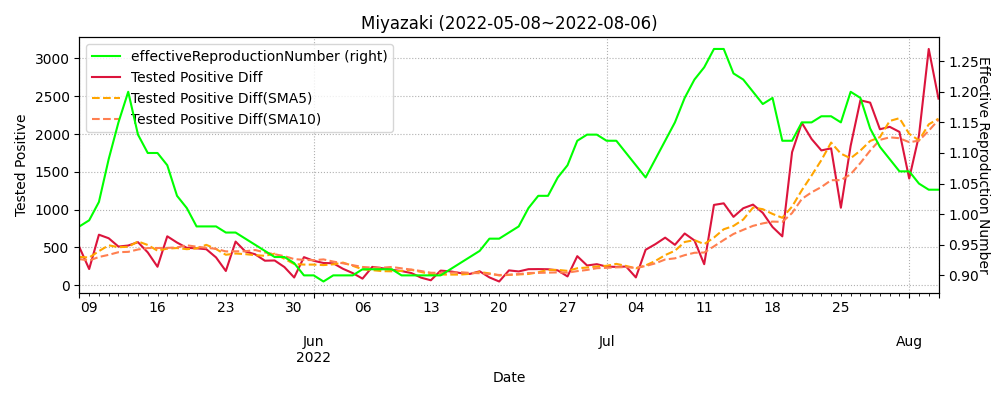 Miyazaki (2022-05-08~2022-08-06)
effectiveReproductionNumber (right)
Tested Positive Diff
Tested Positive Diff(SMA5)
Tested Positive Diff(SMA10)
Tested Positive
3000
2500
2000
1500
1000
500
0
Effective Reproduction Number
1.25
1.20
1.15
1.10
1.05
1.00
0.95
0.90
09 16 23 30 06 13 20 27 04 11 18 25
Jun Jul Aug
2022
Date